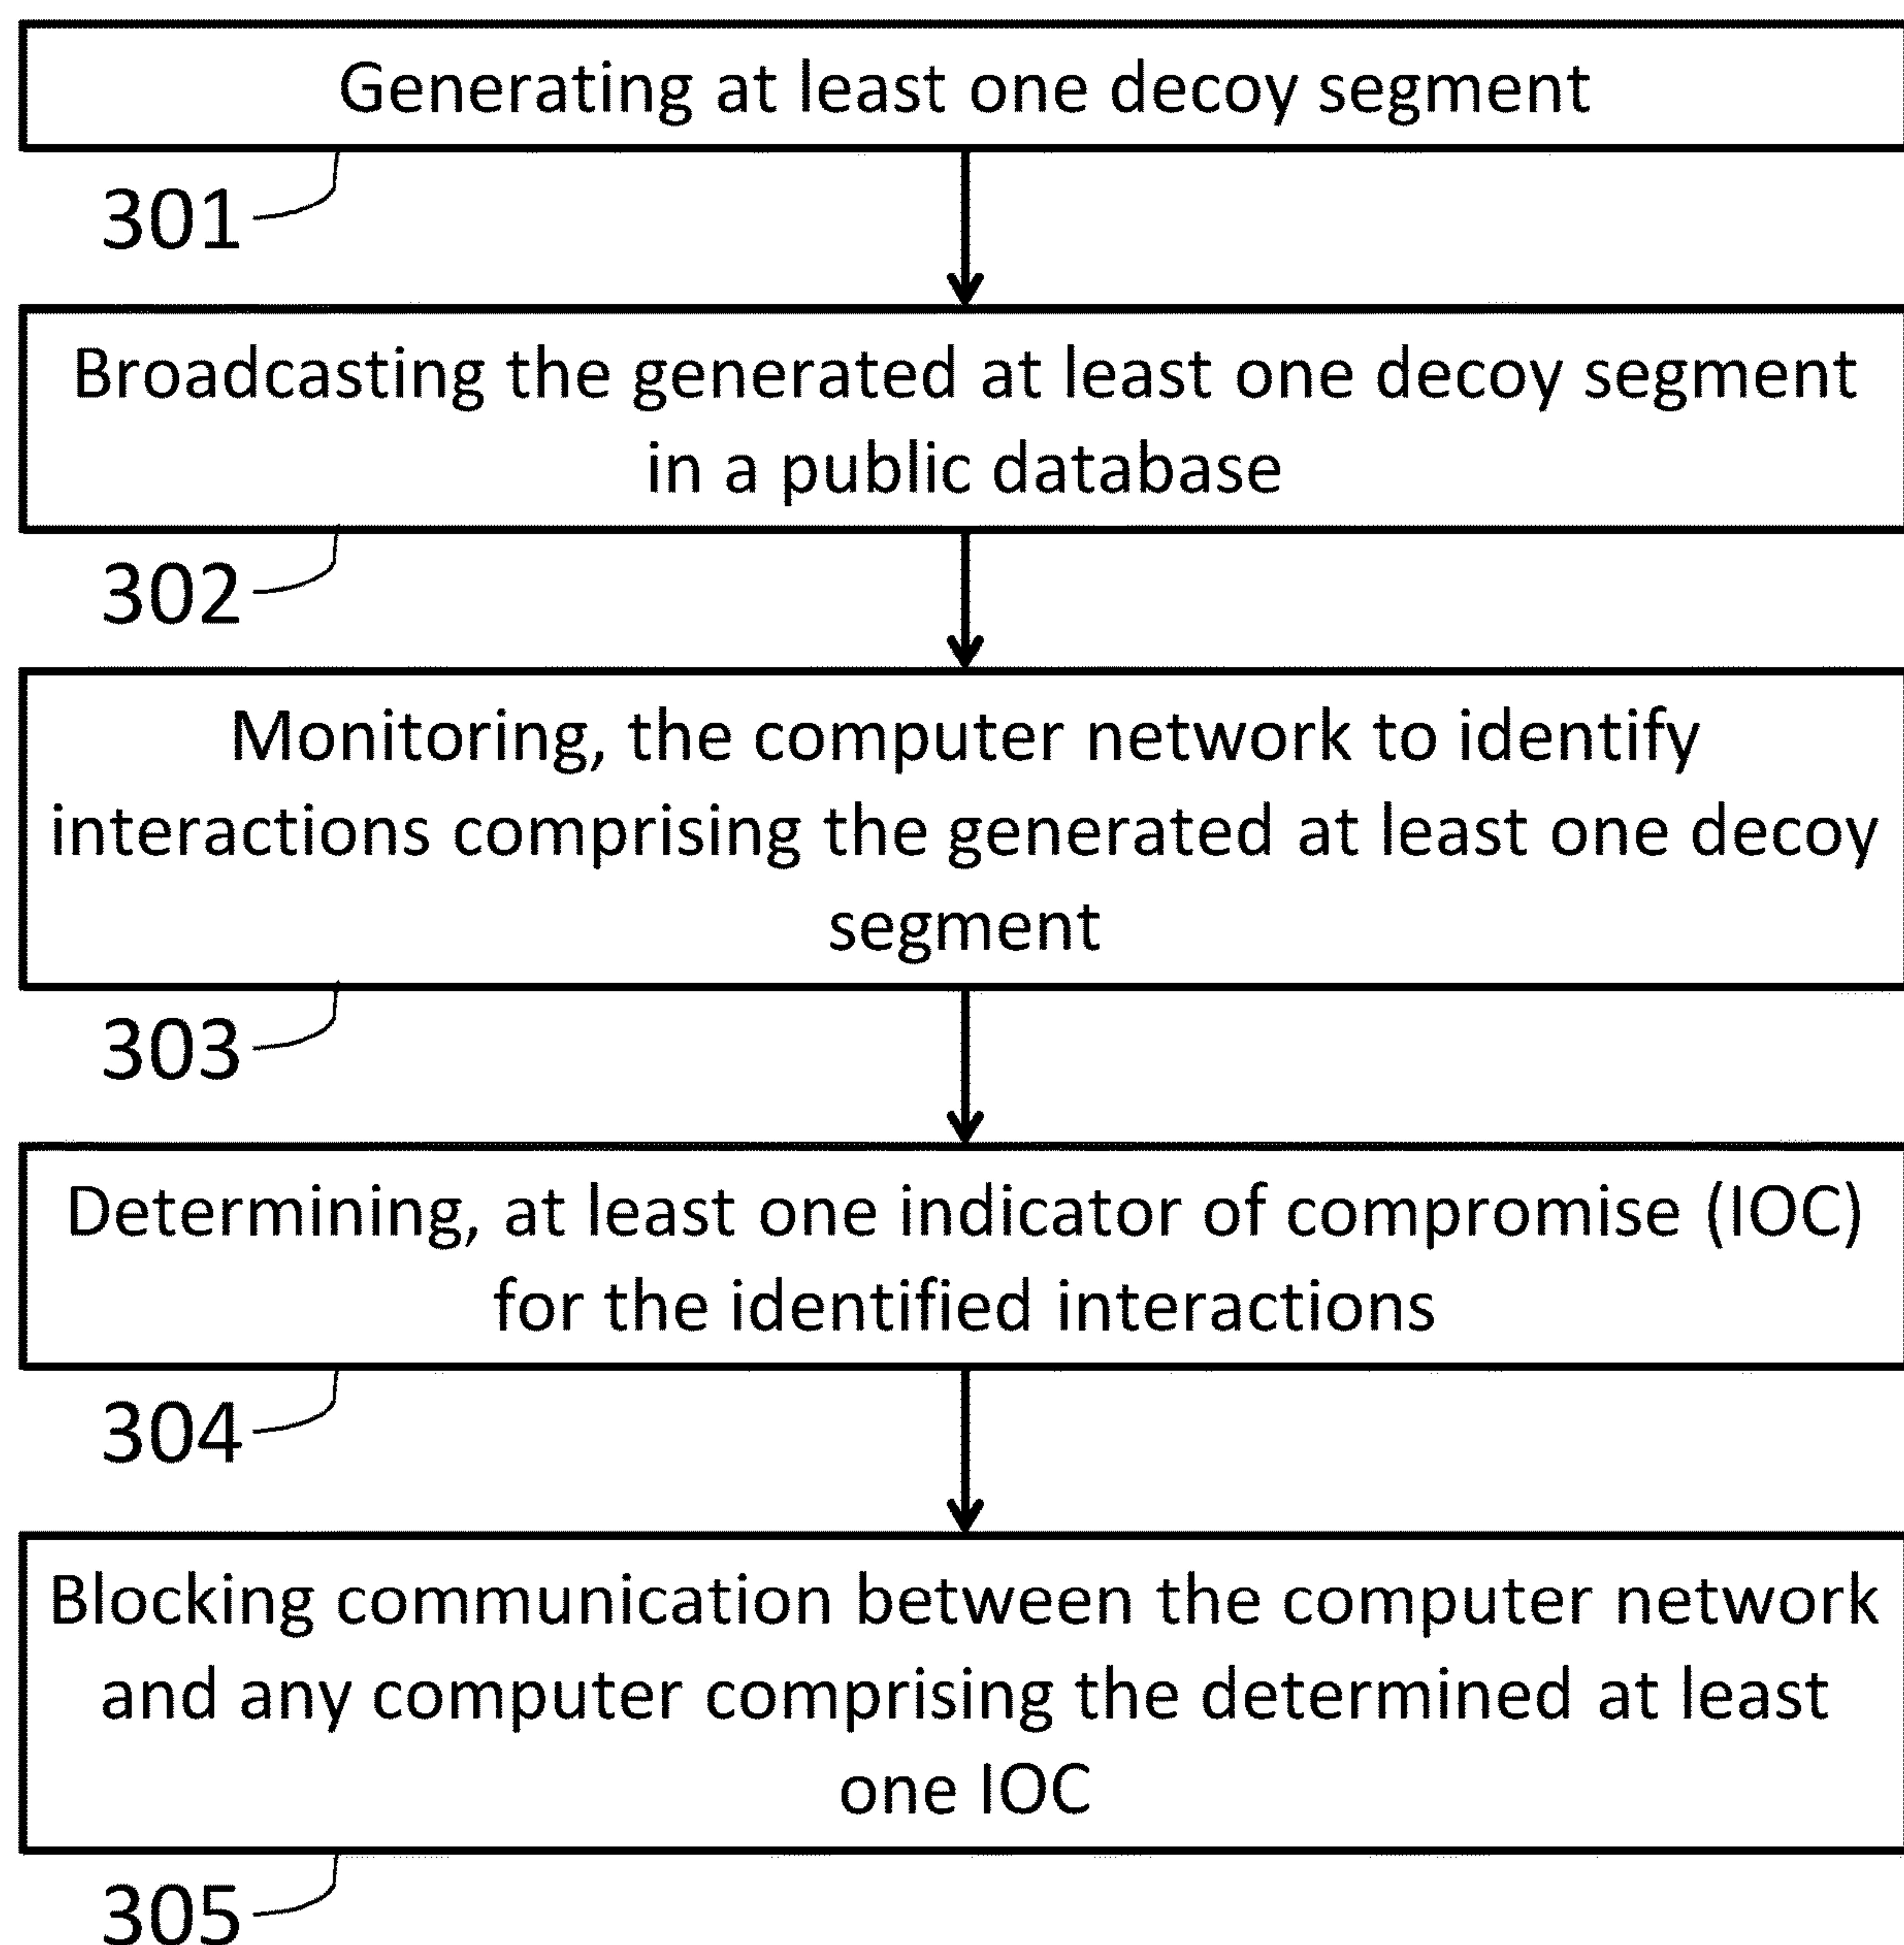 Generating at least one decoy segment
301
Broadcasting the generated at least one decoy segment
in a public database
302
Monitoring, the computer network to identify
interactions comprising the generated at least one decoy
segment
303
Determining, at least one indicator of compromise (IOC)
for the identified interactions
304
Blocking communication between the computer network
and any computer comprising the determined at least
one IOC
305